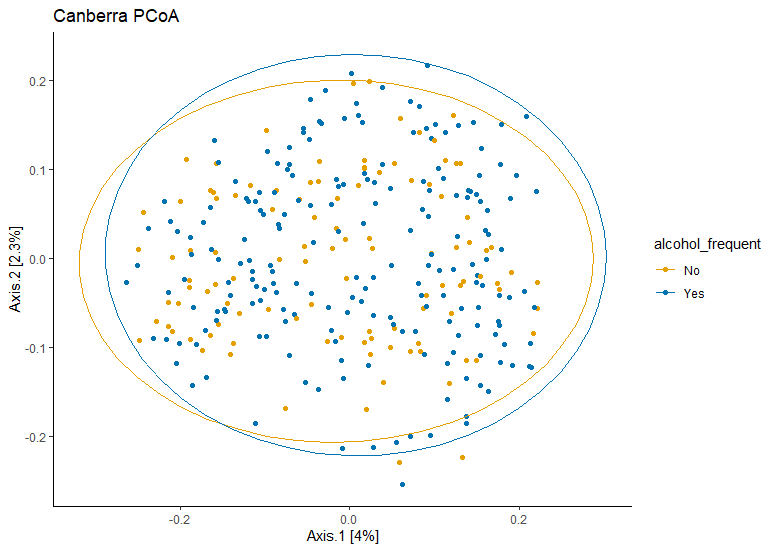 Canberra PCoA
0.2
0.1
0.0
-0.1
-0.2
Axis.2 [2.3%]
-0.2
0.0
0.2
Axis.1 [4%]
alcohol_frequent
No
Yes